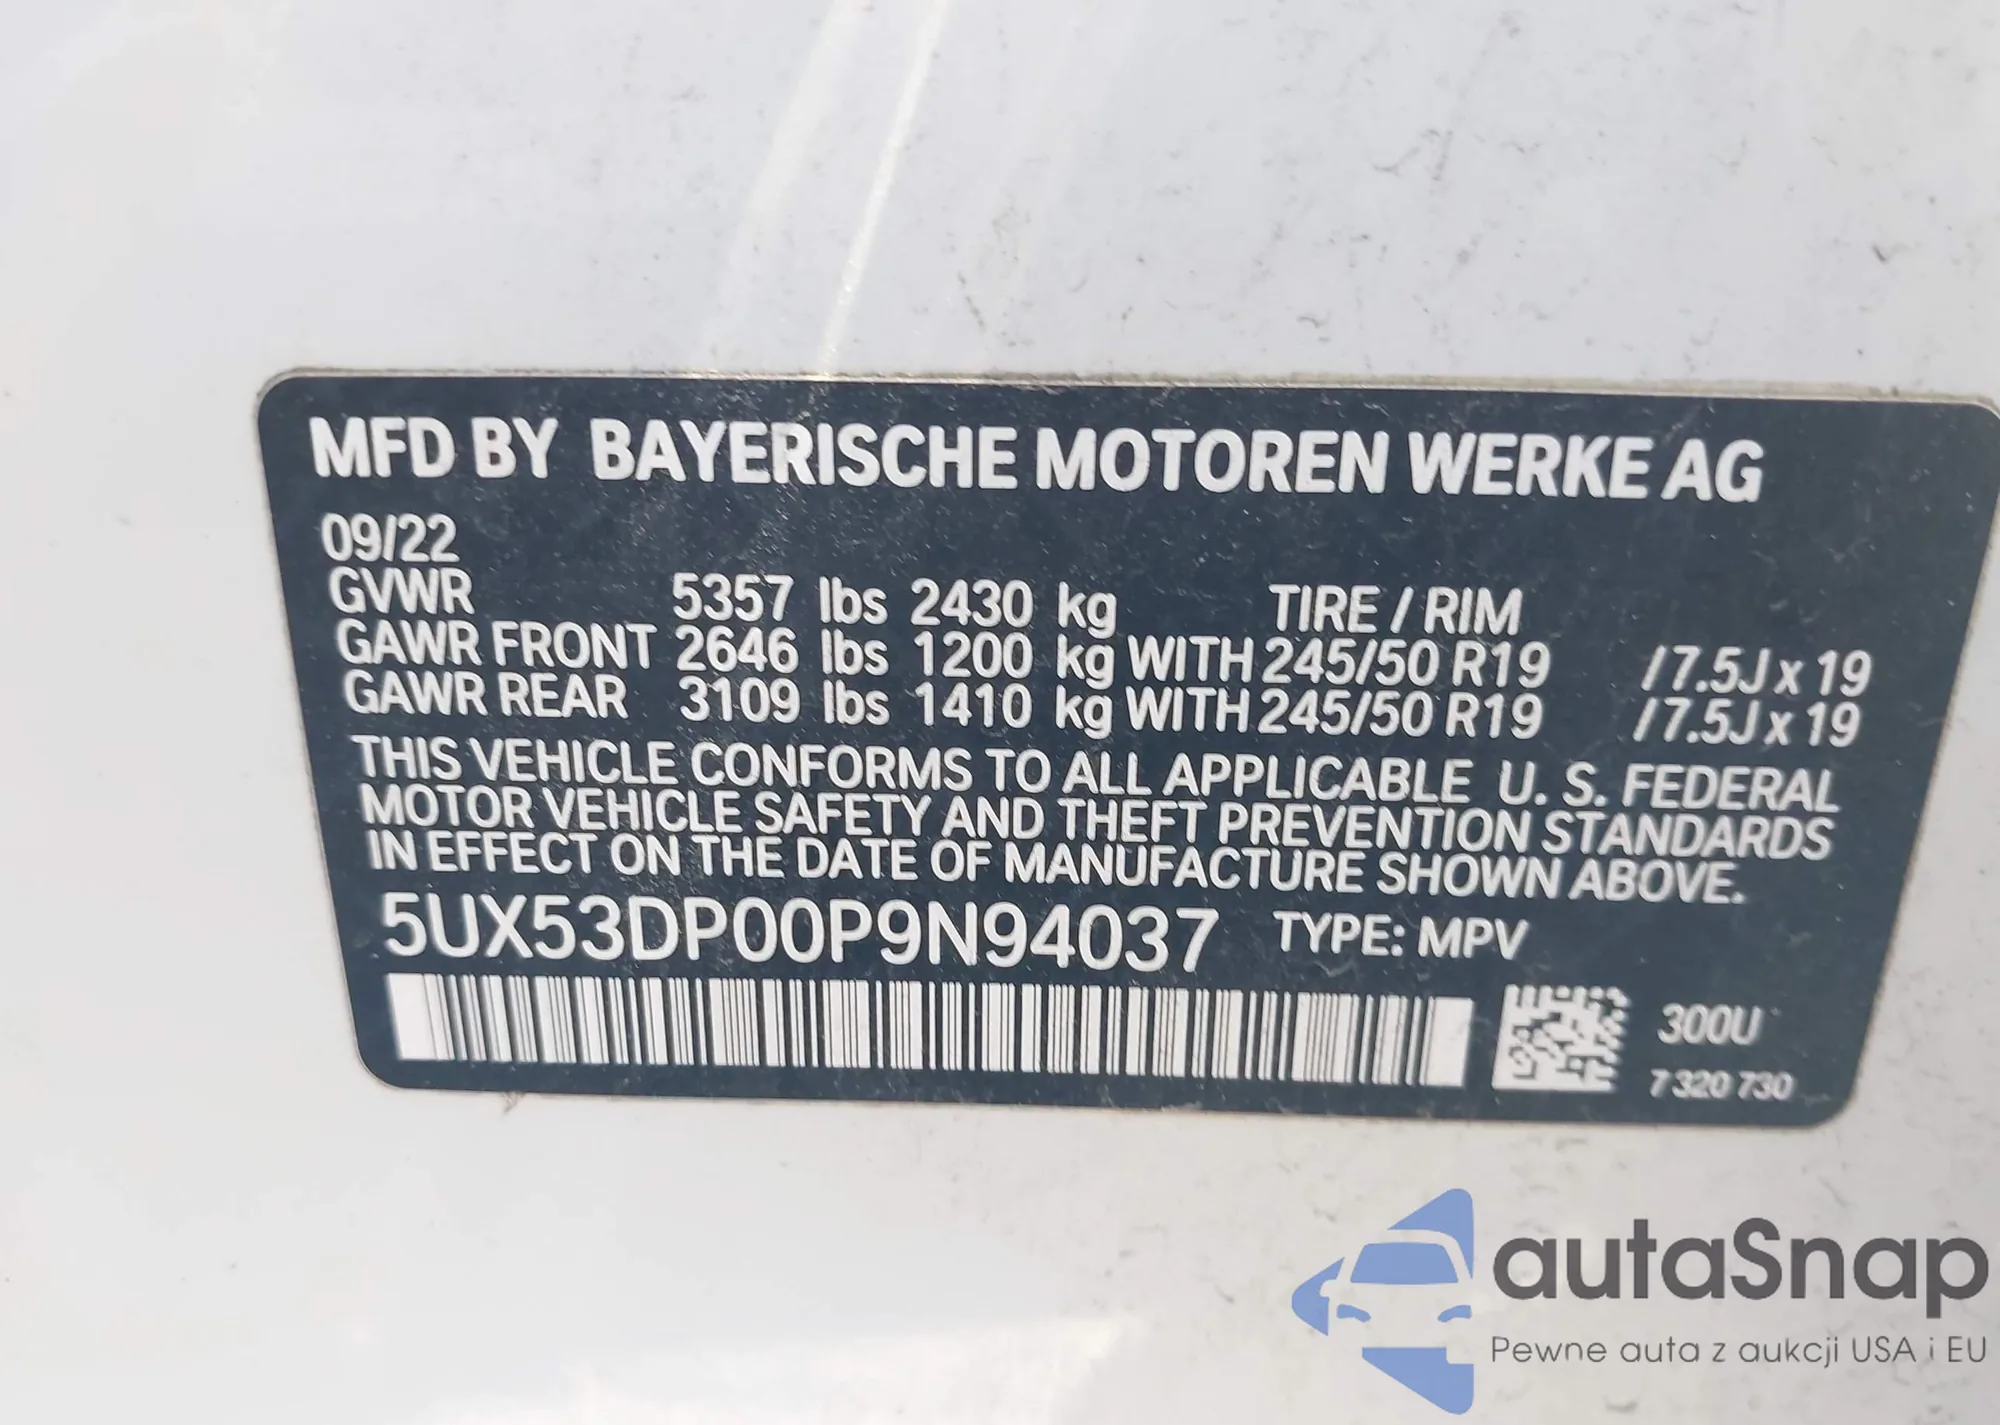 MFD BY BAYERISCHE MOTOREN WERKE AG
09/22
GVWR 5357 lbs 2430 kg TIRE / RIM
GAWR FRONT 2646 lbs 1200 kg WITH 245/50 R19 /7.5J x 19
GAWR REAR 3109 lbs 1410 kg WITH 245/50 R19 /7.5J x 19
THIS VEHICLE CONFORMS TO ALL APPLICABLE U. S. FEDERAL
MOTOR VEHICLE SAFETY AND THEFT PREVENTION STANDARDS
IN EFFECT ON THE DATE OF MANUFACTURE SHOWN ABOVE.
5UX53DP00P9N94037 TYPE: MPV
300U
7 320 730
autaSnap
Pewne auta z aukcji USA i EU